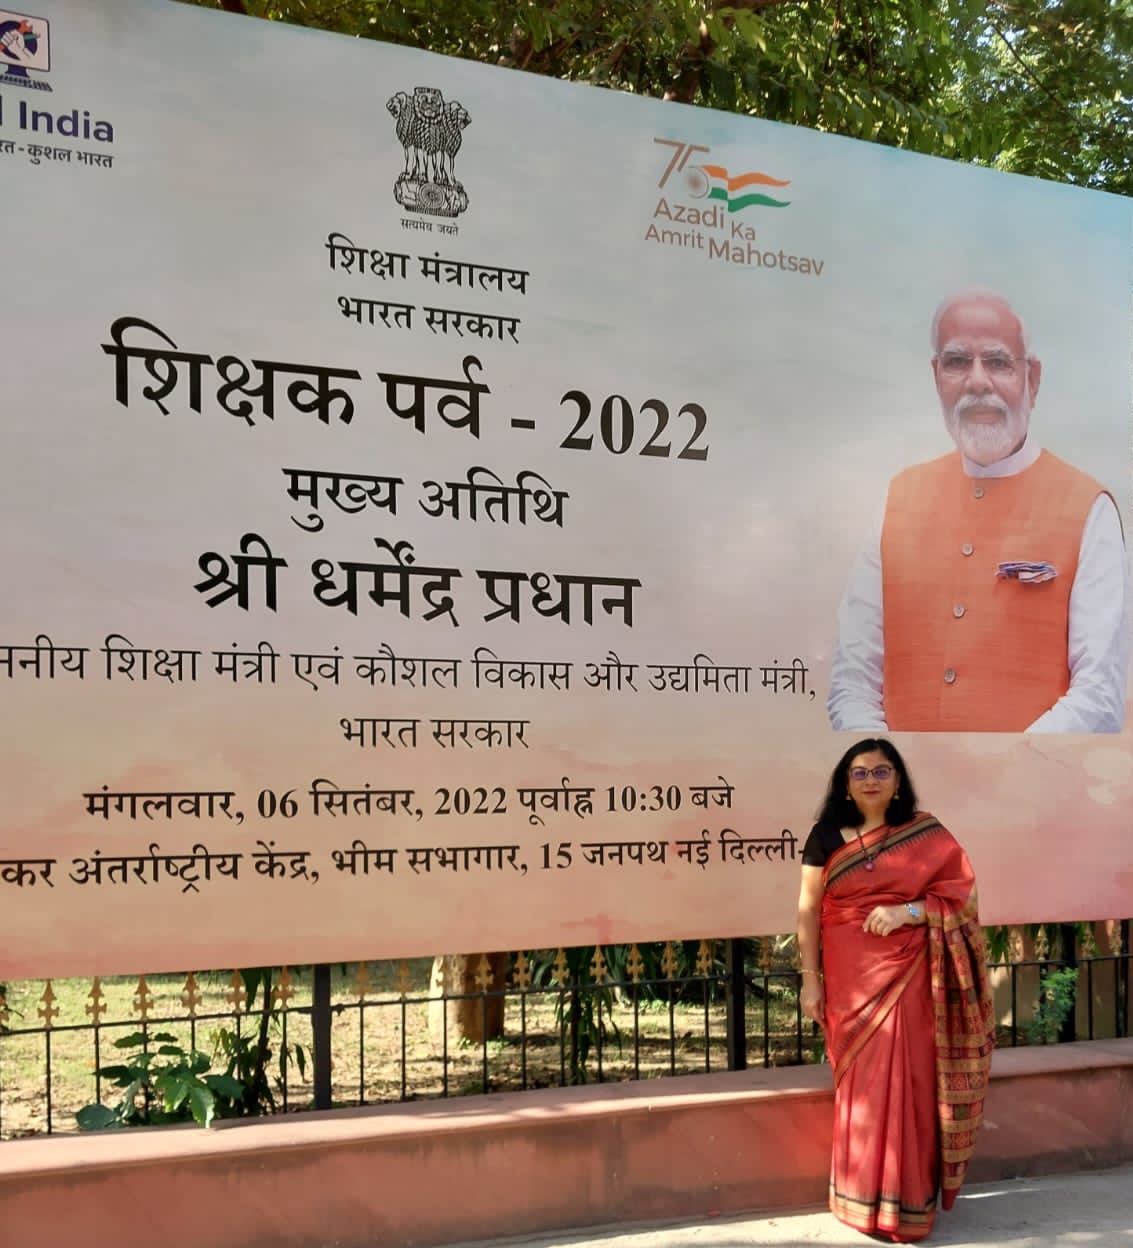 India
कुशल भारत
सत्यमेव जयते
75
Azadi Ka
Amrit Mahotsav
शिक्षा मंत्रालय
भारत सरकार
शिक्षक पर्व - 2022
मुख्य अतिथि
श्री धर्मेंद्र प्रधान
शिक्षा मंत्री एवं कौशल विकास और उद्यमिता मंत्री,
भारत सरकार
मंगलवार, 06 सितंबर, 2022 पूर्वाह्न 10:30 बजे
अंतर्राष्ट्रीय केंद्र, भीम सभागार, 15 जनपथ नई दिल्ली-